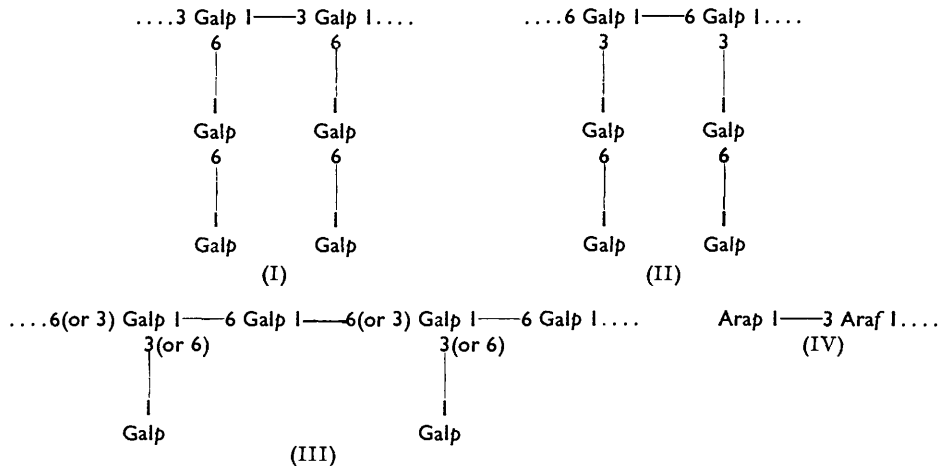 ....3 Galp 1——3 Galp 1.... ....6 Galp 1——6 Galp 1....
6 6 3 3
1 1 1 1
Galp Galp Galp Galp
6 6 6 6
1 1 1 1
Galp Galp Galp Galp
(I) (II)
....6(or 3) Galp 1——6 Galp 1——6(or 3) Galp 1——6 Galp 1.... Arap 1——3 Araf 1....
3(or 6) 3(or 6) (IV)
1 1
Galp Galp
(III)